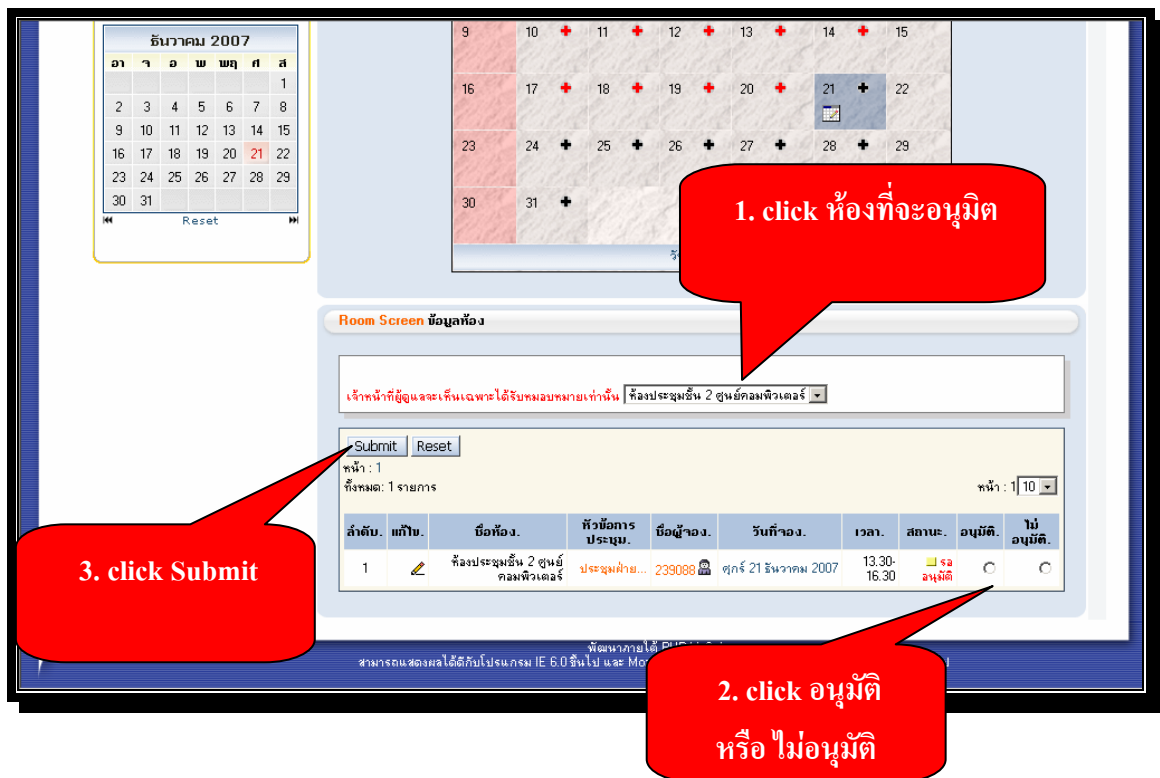 ธันวาคม 2007
อา จ อ พ พฤ ศ ส
1
2 3 4 5 6 7 8
9 10 11 12 13 14 15
16 17 18 19 20 21 22
23 24 25 26 27 28 29
30 31
Reset
9 10 11 12 13 14 15
16 17 18 19 20 21 22
23 24 25 26 27 28 29
30 31
1. click ห้องที่จะอนุมิต
Room Screen ข้อมูลห้อง
เจ้าหน้าที่ผู้ดูแลจะเห็นเฉพาะได้รับหมอบหมายเท่านั้น ห้องประชุมชั้น 2 ศูนย์คอมพิวเตอร์
Submit Reset
หน้า : 1
ทั้งหมด: 1 รายการ
หน้า : 1 10
ลำดับ. แก้ไข. ชื่อห้อง. หัวข้อการประชุม. ชื่อผู้จอง. วันที่จอง. เวลา. สถานะ. อนุมัติ. ไม่อนุมัติ.
1 ห้องประชุมชั้น 2 ศูนย์ ประชุมฝ่าย... 239088 ศุกร์ 21 ธันวาคม 2007 13.30- รอ
คอมพิวเตอร์ 16.30 อนุมัติ
3. click Submit
พัฒนาภายใต้
สามารถแสดงผลได้ดีกับโปรแกรม IE 6.0 ขึ้นไป และ
2. click อนุมัติ
หรือ ไม่อนุมัติ